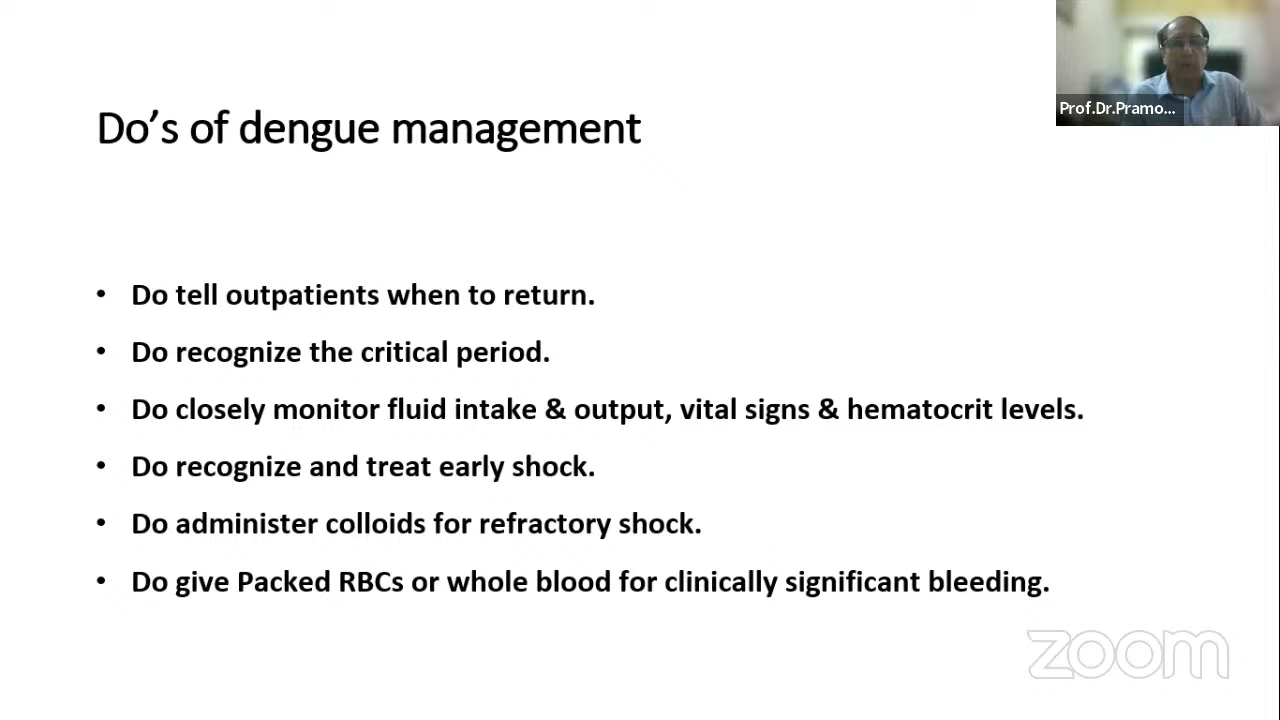 Prof.Dr.Pramo...
Do’s of dengue management
• Do tell outpatients when to return.
• Do recognize the critical period.
• Do closely monitor fluid intake & output, vital signs & hematocrit levels.
• Do recognize and treat early shock.
• Do administer colloids for refractory shock.
• Do give Packed RBCs or whole blood for clinically significant bleeding.
zoom